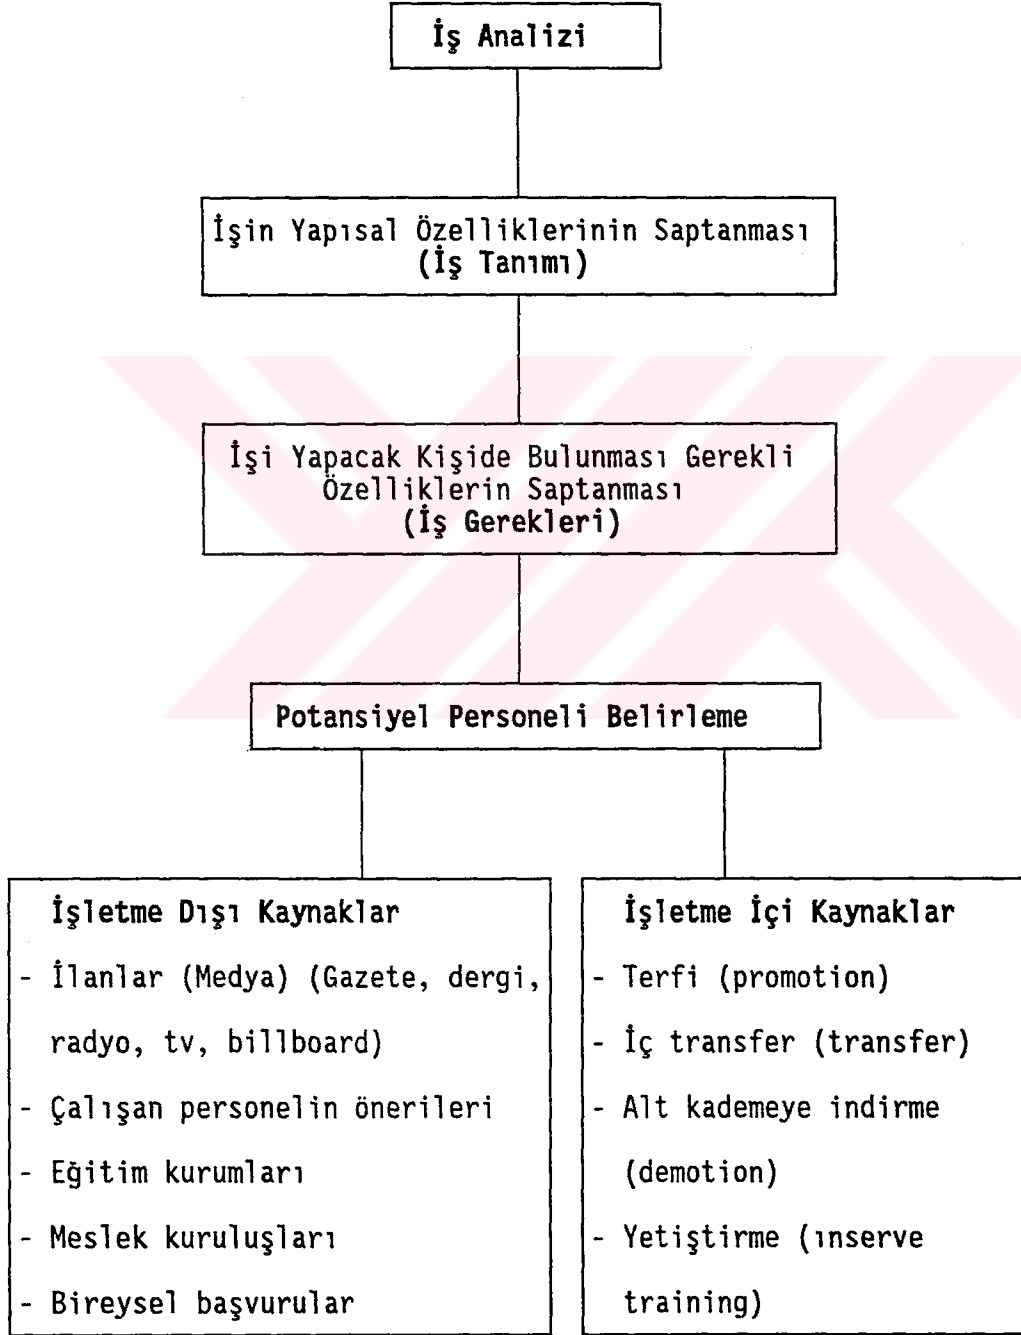 İş Analizi
İşin Yapısal Özelliklerinin Saptanması
(İş Tanımı)
İşi Yapacak Kişide Bulunması Gerekli
Özelliklerin Saptanması
(İş Gerekleri)
Potansiyel Personeli Belirleme
İşletme Dışı Kaynaklar
- İlanlar (Medya) (Gazete, dergi,
radyo, tv, billboard)
- Çalışan personelin önerileri
- Eğitim kurumları
- Meslek kuruluşları
- Bireysel başvurular
İşletme İçi Kaynaklar
- Terfi (promotion)
- İç transfer (transfer)
- Alt kademeye indirme
(demotion)
- Yetiştirme (ınserve
training)